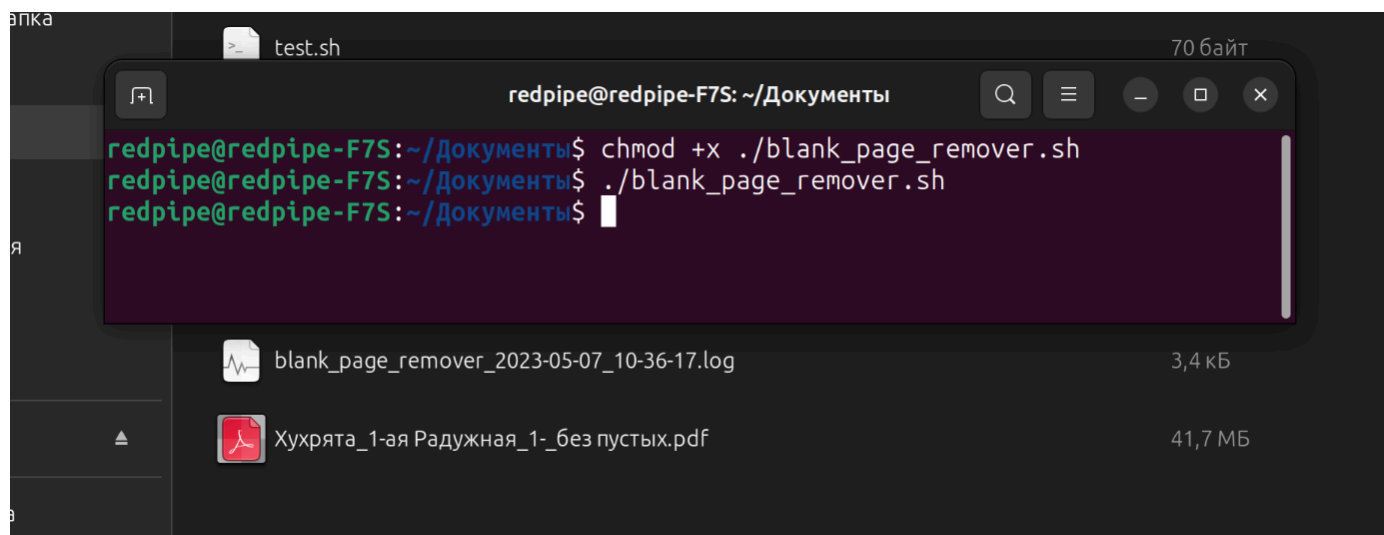 апка
test.sh 70 байт
redpipe@redpipe-F7S: ~/Документы
redpipe@redpipe-F7S:~/Документы$ chmod +x ./blank_page_remover.sh
redpipe@redpipe-F7S:~/Документы$ ./blank_page_remover.sh
redpipe@redpipe-F7S:~/Документы$
я
blank_page_remover_2023-05-07_10-36-17.log 3,4 кБ
Хухрята_1-ая Радужная_1-_без пустых.pdf 41,7 МБ
а